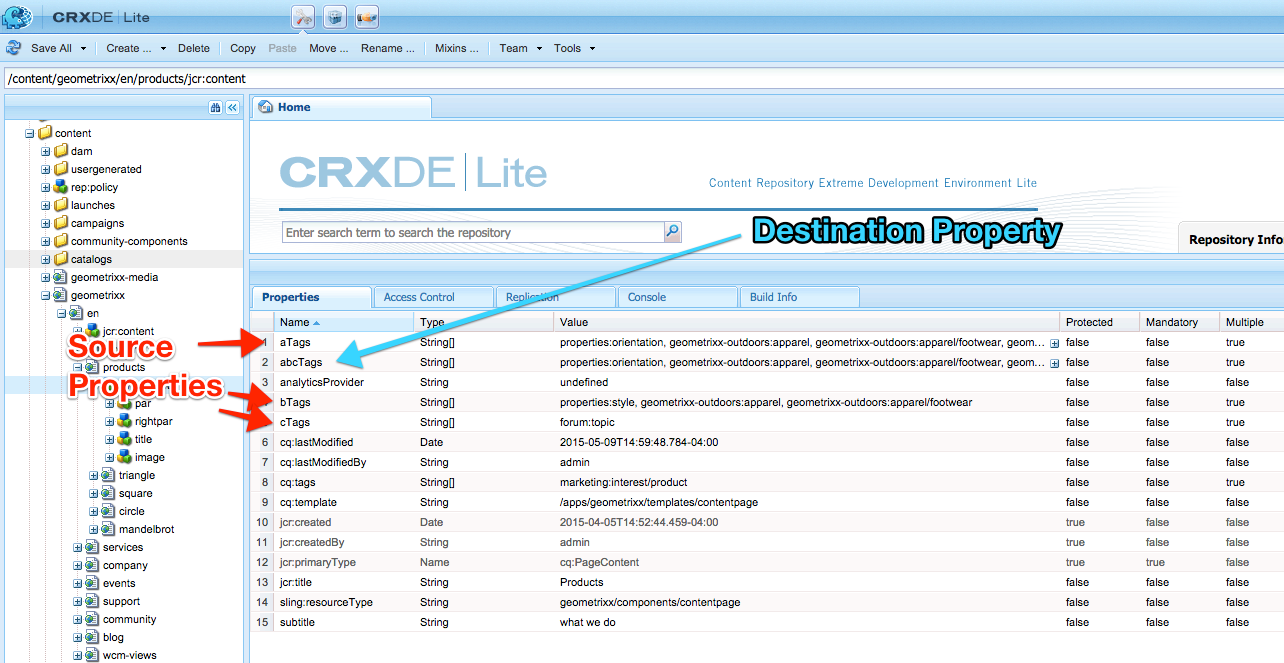 CRXDE | Lite
Save All Create ... Delete Copy Paste Move ... Rename ... Mixins ... Team Tools
/content/geometrixx/en/products/jcr:content
Home
content
dam
usergenerated
rep:policy
launches
campaigns
community-components
catalogs
geometrixx-media
geometrixx
en
jcr:content
products
par
rightpar
title
image
triangle
square
circle
mandelbrot
services
company
events
support
community
blog
wcm-views
Source
Properties
CRXDE | Lite
Content Repository Extreme Development Environment Lite
Enter search term to search the repository
Destination Property
Repository Info
Properties Access Control Replication Console Build Info
Name Type Value Protected Mandatory Multiple
1 aTags String[] properties:orientation, geometrixx-outdoors:apparel, geometrixx-outdoors:apparel/footwear, geom... false false true
2 abcTags String[] properties:orientation, geometrixx-outdoors:apparel, geometrixx-outdoors:apparel/footwear, geom... false false true
3 analyticsProvider String undefined false false false
bTags String[] properties:style, geometrixx-outdoors:apparel, geometrixx-outdoors:apparel/footwear false false true
cTags String[] forum:topic false false true
6 cq:lastModified Date 2015-05-09T14:59:48.784-04:00 false false false
7 cq:lastModifiedBy String admin false false false
8 cq:tags String[] marketing:interest/product false false true
9 cq:template String /apps/geometrixx/templates/contentpage false false false
10 jcr:created Date 2015-04-05T14:52:44.459-04:00 true false false
11 jcr:createdBy String admin true false false
12 jcr:primaryType Name cq:PageContent true true false
13 jcr:title String Products false false false
14 sling:resourceType String geometrixx/components/contentpage false false false
15 subtitle String what we do false false false